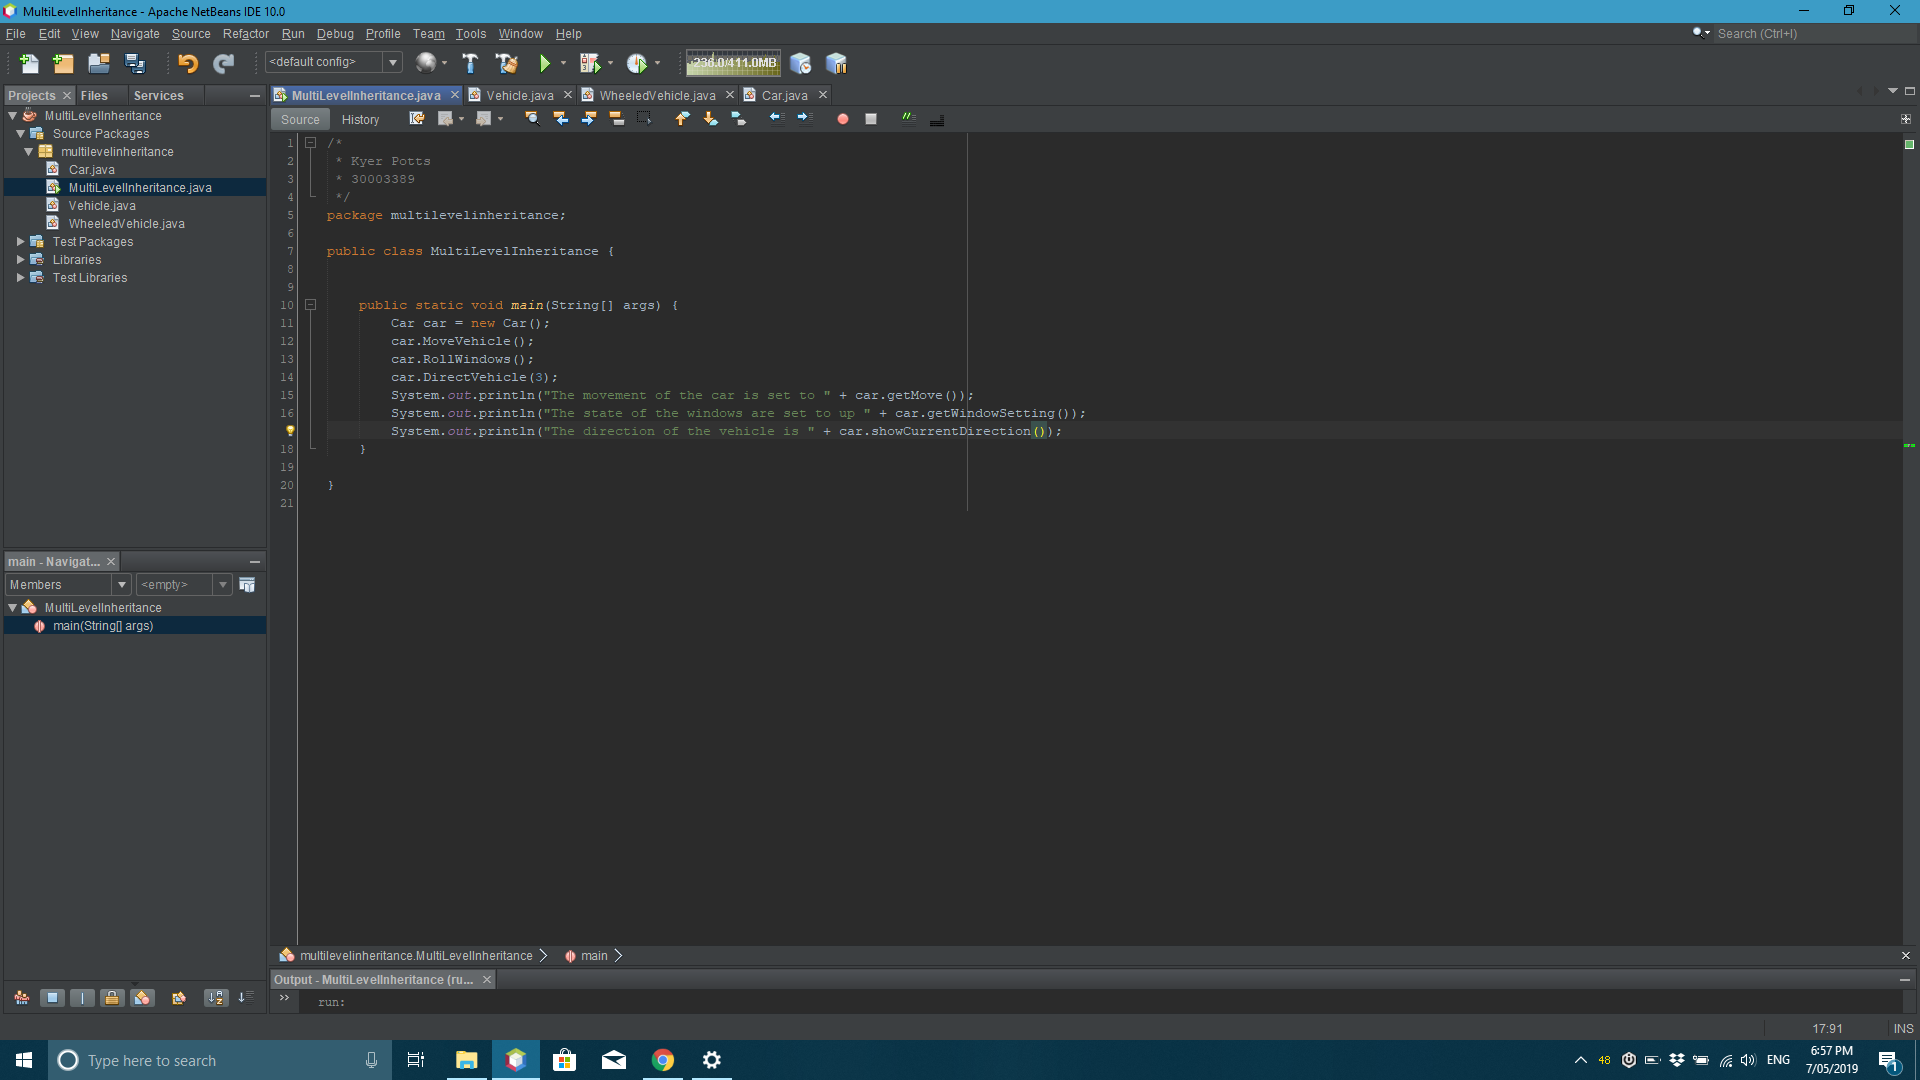 MultiLevelInheritance - Apache NetBeans IDE 10.0
File Edit View Navigate Source Refactor Run Debug Profile Team Tools Window Help
Search (Ctrl+I)
<default config>
236.0/411.0MB
Projects Files Services
MultiLevelInheritance.java Vehicle.java WheeledVehicle.java Car.java
Source History
MultiLevelInheritance
Source Packages
multilevelinheritance
Car.java
MultiLevelInheritance.java
Vehicle.java
WheeledVehicle.java
Test Packages
Libraries
Test Libraries
1 /*
2 * Kyer Potts
3 * 30003389
4 */
5 package multilevelinheritance;
6
7 public class MultiLevelInheritance {
8
9
10 public static void main(String[] args) {
11 Car car = new Car();
12 car.MoveVehicle();
13 car.RollWindows();
14 car.DirectVehicle(3);
15 System.out.println("The movement of the car is set to " + car.getMove());
16 System.out.println("The state of the windows are set to up " + car.getWindowSetting());
System.out.println("The direction of the vehicle is " + car.showCurrentDirection());
18 }
19
20 }
21
main - Navigat...
Members <empty>
MultiLevelInheritance
main(String[] args)
multilevelinheritance.MultiLevelInheritance main
Output - MultiLevelInheritance (ru...
run:
17:91 INS
Type here to search
48 ENG
6:57 PM
7/05/2019
1